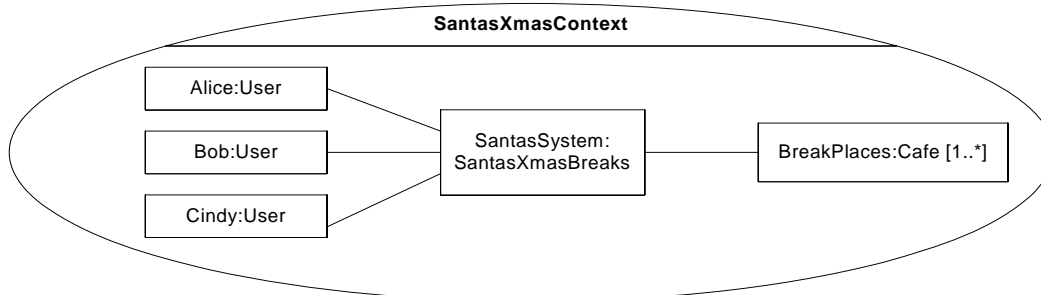 SantasXmasContext
Alice:User
Bob:User
Cindy:User
SantasSystem:
SantasXmasBreaks
BreakPlaces:Cafe [1..*]